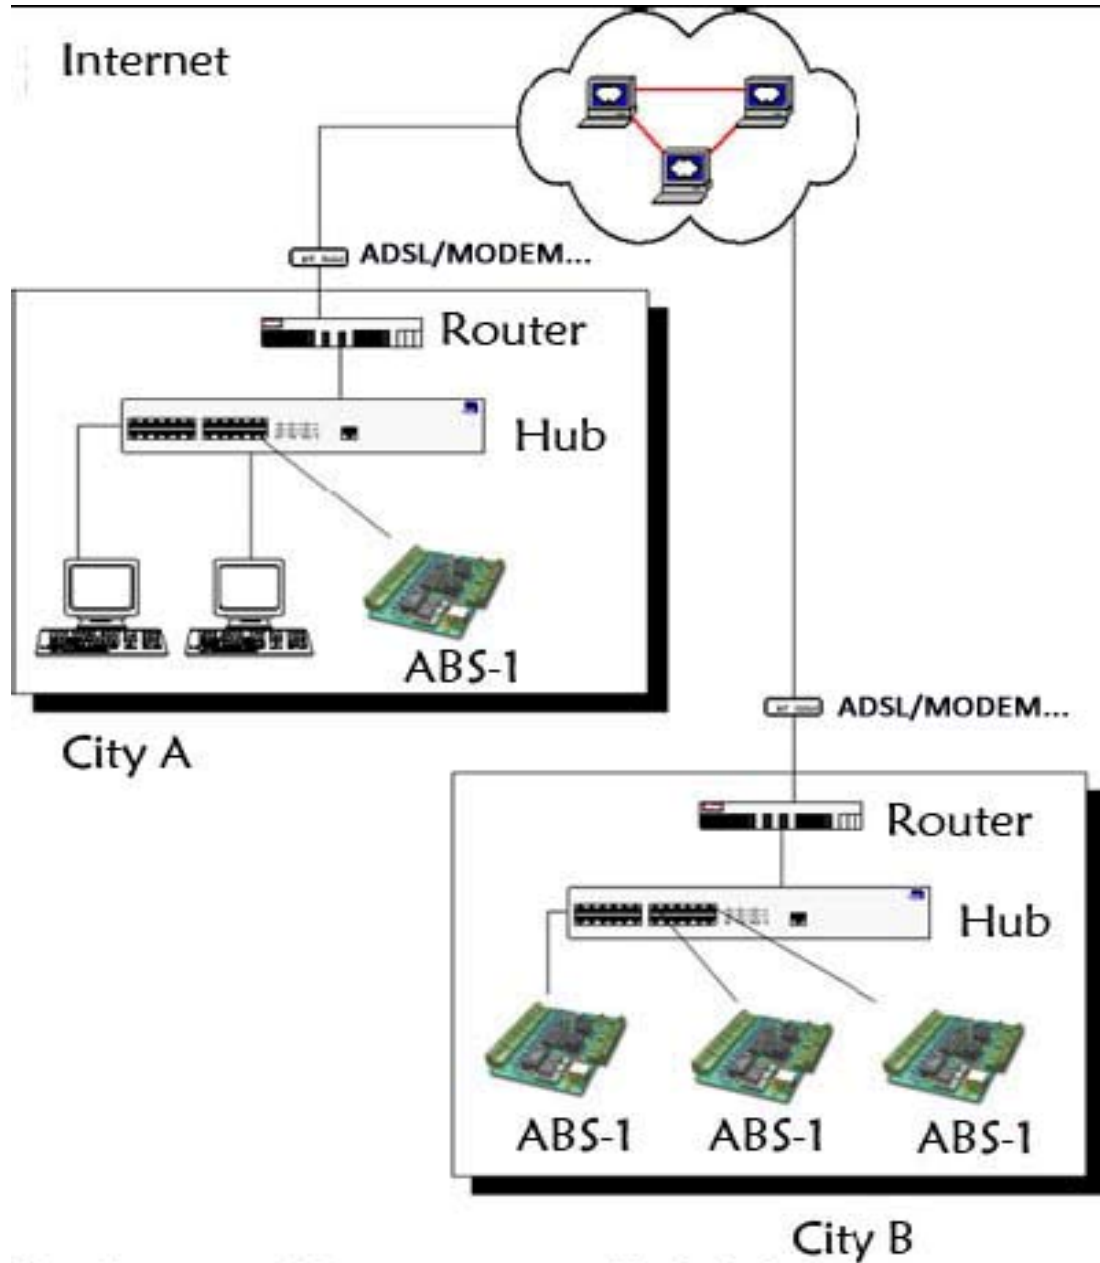 Internet
ADSL/MODEM...
Router
Hub
ABS-1
City A
ADSL/MODEM...
Router
Hub
ABS-1 ABS-1 ABS-1
City B